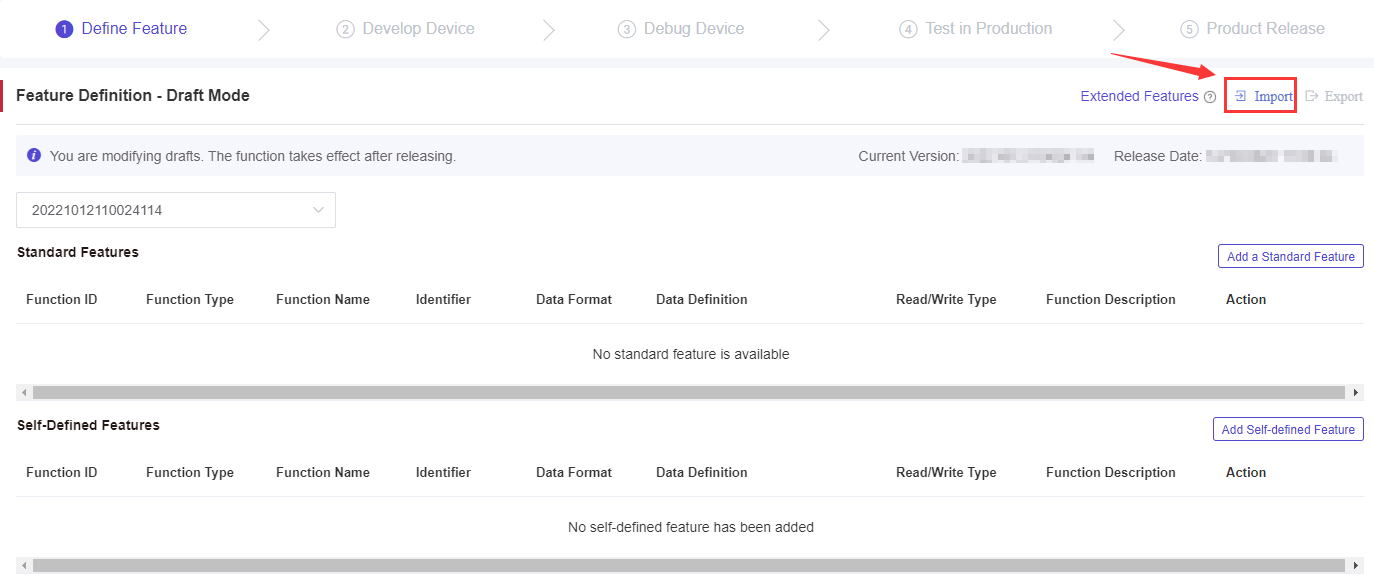 1 Define Feature 2 Develop Device 3 Debug Device 4 Test in Production 5 Product Release
Feature Definition - Draft Mode Extended Features ? Import Export
i You are modifying drafts. The function takes effect after releasing. Current Version: Release Date:
20221012110024114
Standard Features Add a Standard Feature
Function ID Function Type Function Name Identifier Data Format Data Definition Read/Write Type Function Description Action
No standard feature is available
Self-Defined Features Add Self-defined Feature
Function ID Function Type Function Name Identifier Data Format Data Definition Read/Write Type Function Description Action
No self-defined feature has been added